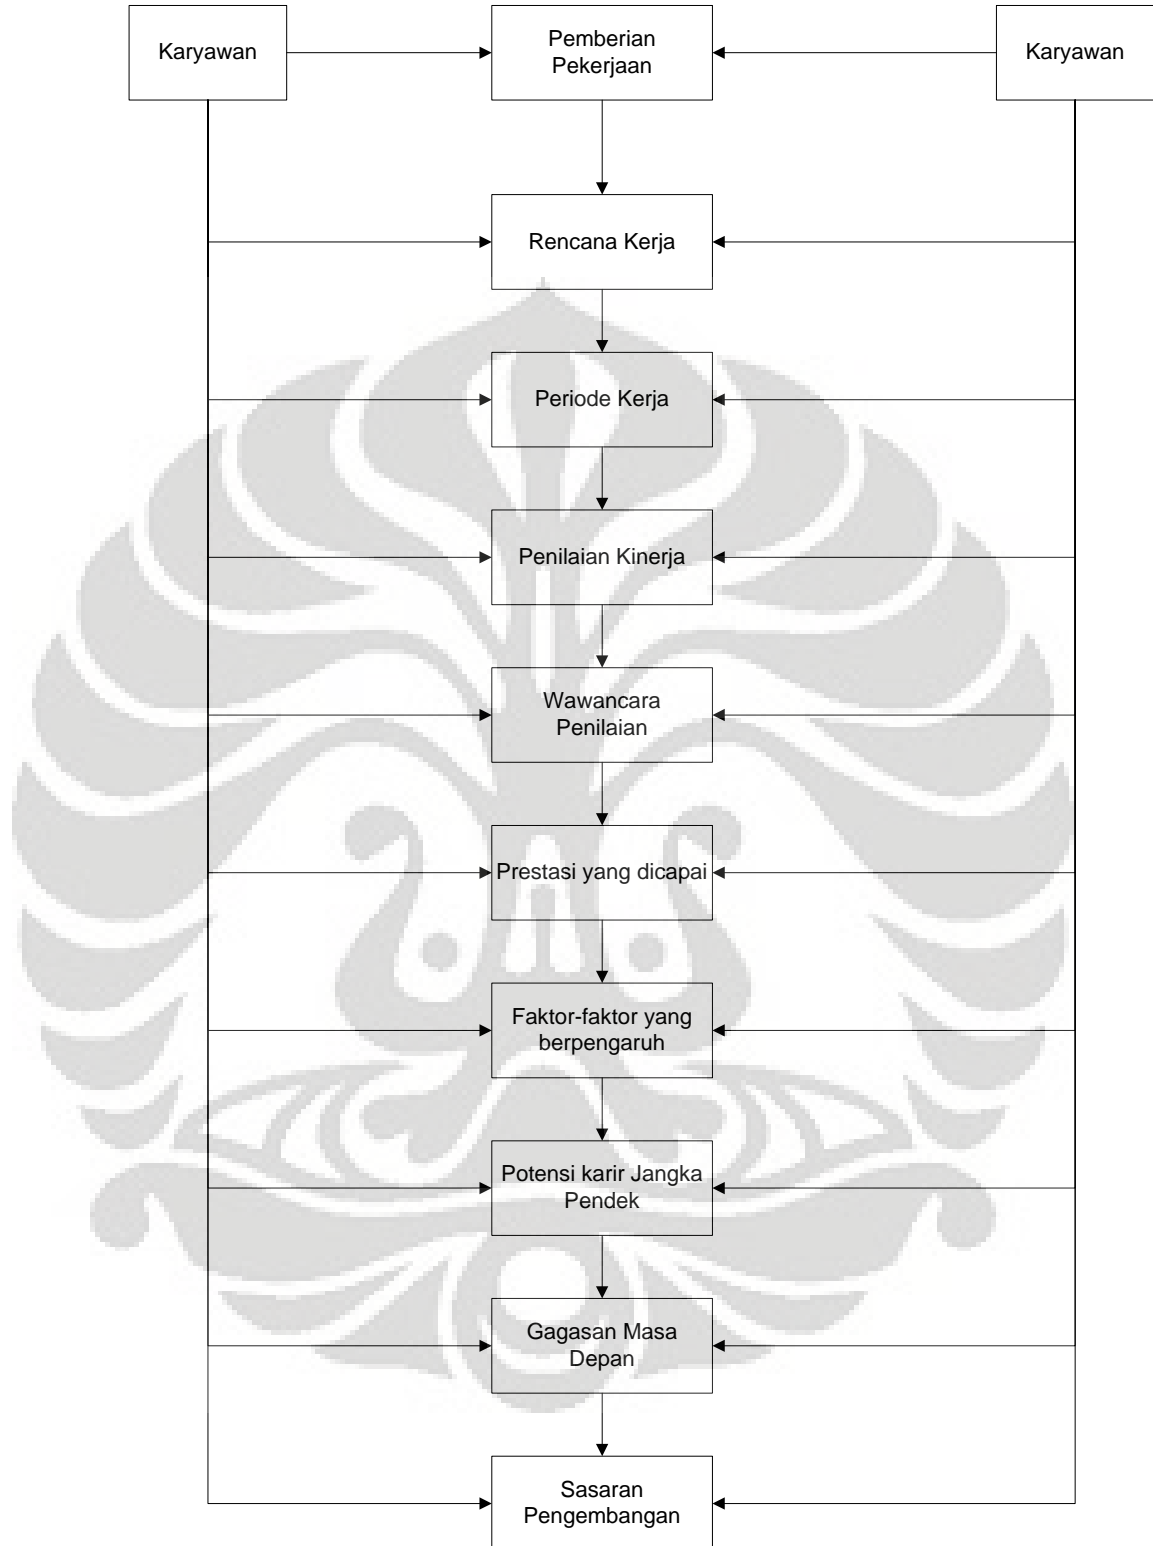 Karyawan
Pemberian
Pekerjaan
Karyawan
Rencana Kerja
Periode Kerja
Penilaian Kinerja
Wawancara
Penilaian
Prestasi yang dicapai
Faktor-faktor yang
berpengaruh
Potensi karir Jangka
Pendek
Gagasan Masa
Depan
Sasaran
Pengembangan